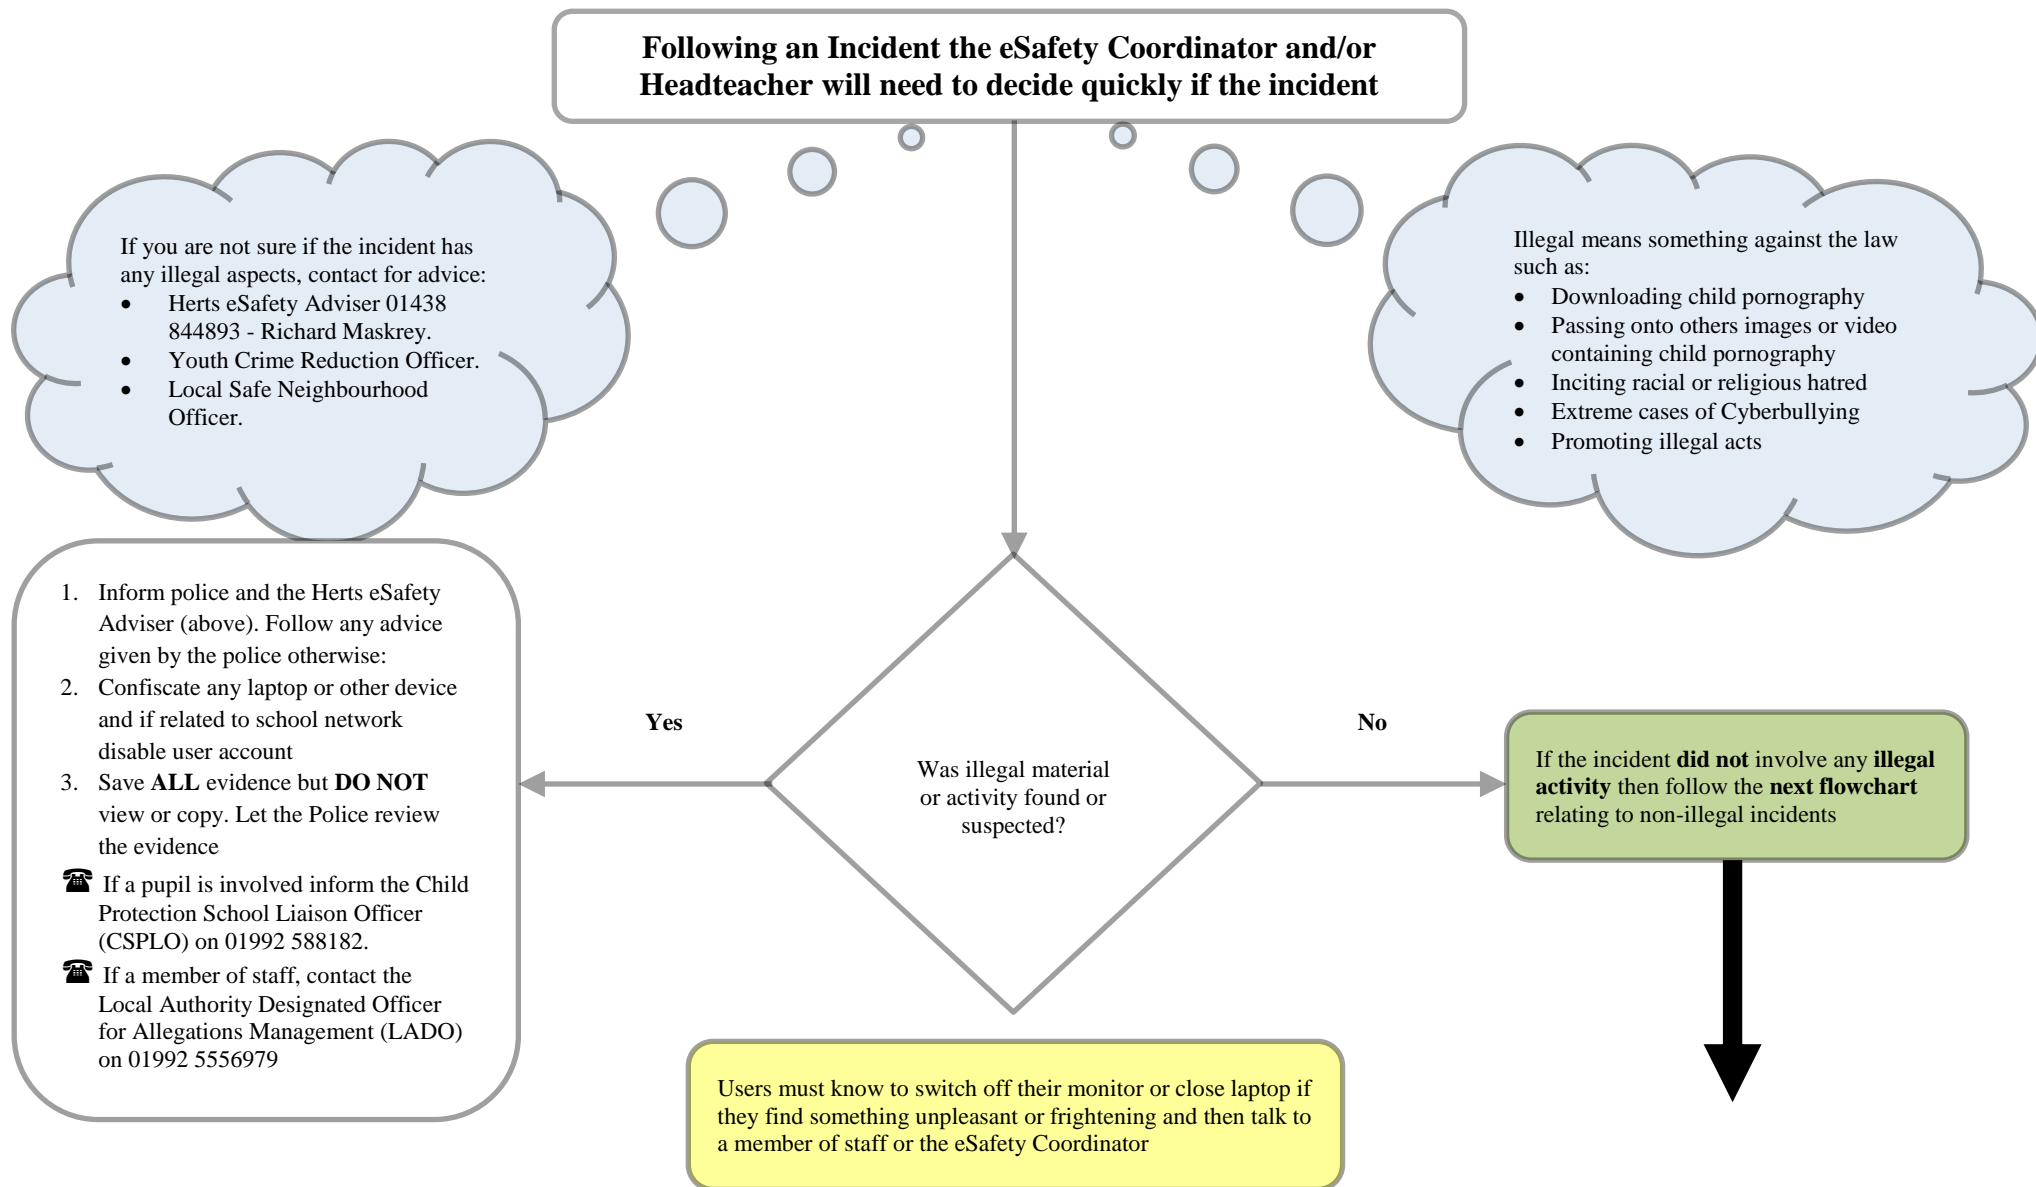 Following an Incident the eSafety Coordinator and/or
Headteacher will need to decide quickly if the incident
If you are not sure if the incident has
any illegal aspects, contact for advice:
• Herts eSafety Adviser 01438
844893 - Richard Maskrey.
• Youth Crime Reduction Officer.
• Local Safe Neighbourhood
Officer.
Illegal means something against the law
such as:
• Downloading child pornography
• Passing onto others images or video
containing child pornography
• Inciting racial or religious hatred
• Extreme cases of Cyberbullying
• Promoting illegal acts
1. Inform police and the Herts eSafety
Adviser (above). Follow any advice
given by the police otherwise:
2. Confiscate any laptop or other device
and if related to school network
disable user account
3. Save ALL evidence but DO NOT
view or copy. Let the Police review
the evidence
☎ If a pupil is involved inform the Child
Protection School Liaison Officer
(CSPLO) on 01992 588182.
☎ If a member of staff, contact the
Local Authority Designated Officer
for Allegations Management (LADO)
on 01992 5556979
Yes
Was illegal material
or activity found or
suspected?
No
If the incident did not involve any illegal
activity then follow the next flowchart
relating to non-illegal incidents
Users must know to switch off their monitor or close laptop if
they find something unpleasant or frightening and then talk to
a member of staff or the eSafety Coordinator